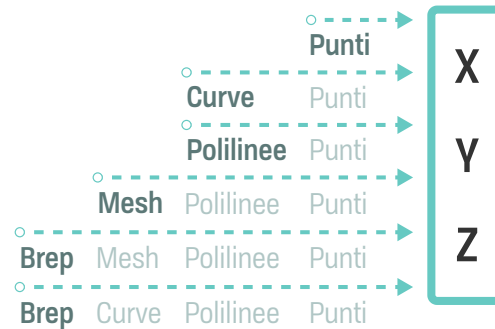 Punti
Curve Punti
Polilinee Punti
Mesh Polilinee Punti
Brep Mesh Polilinee Punti
Brep Curve Polilinee Punti
X
Y
Z